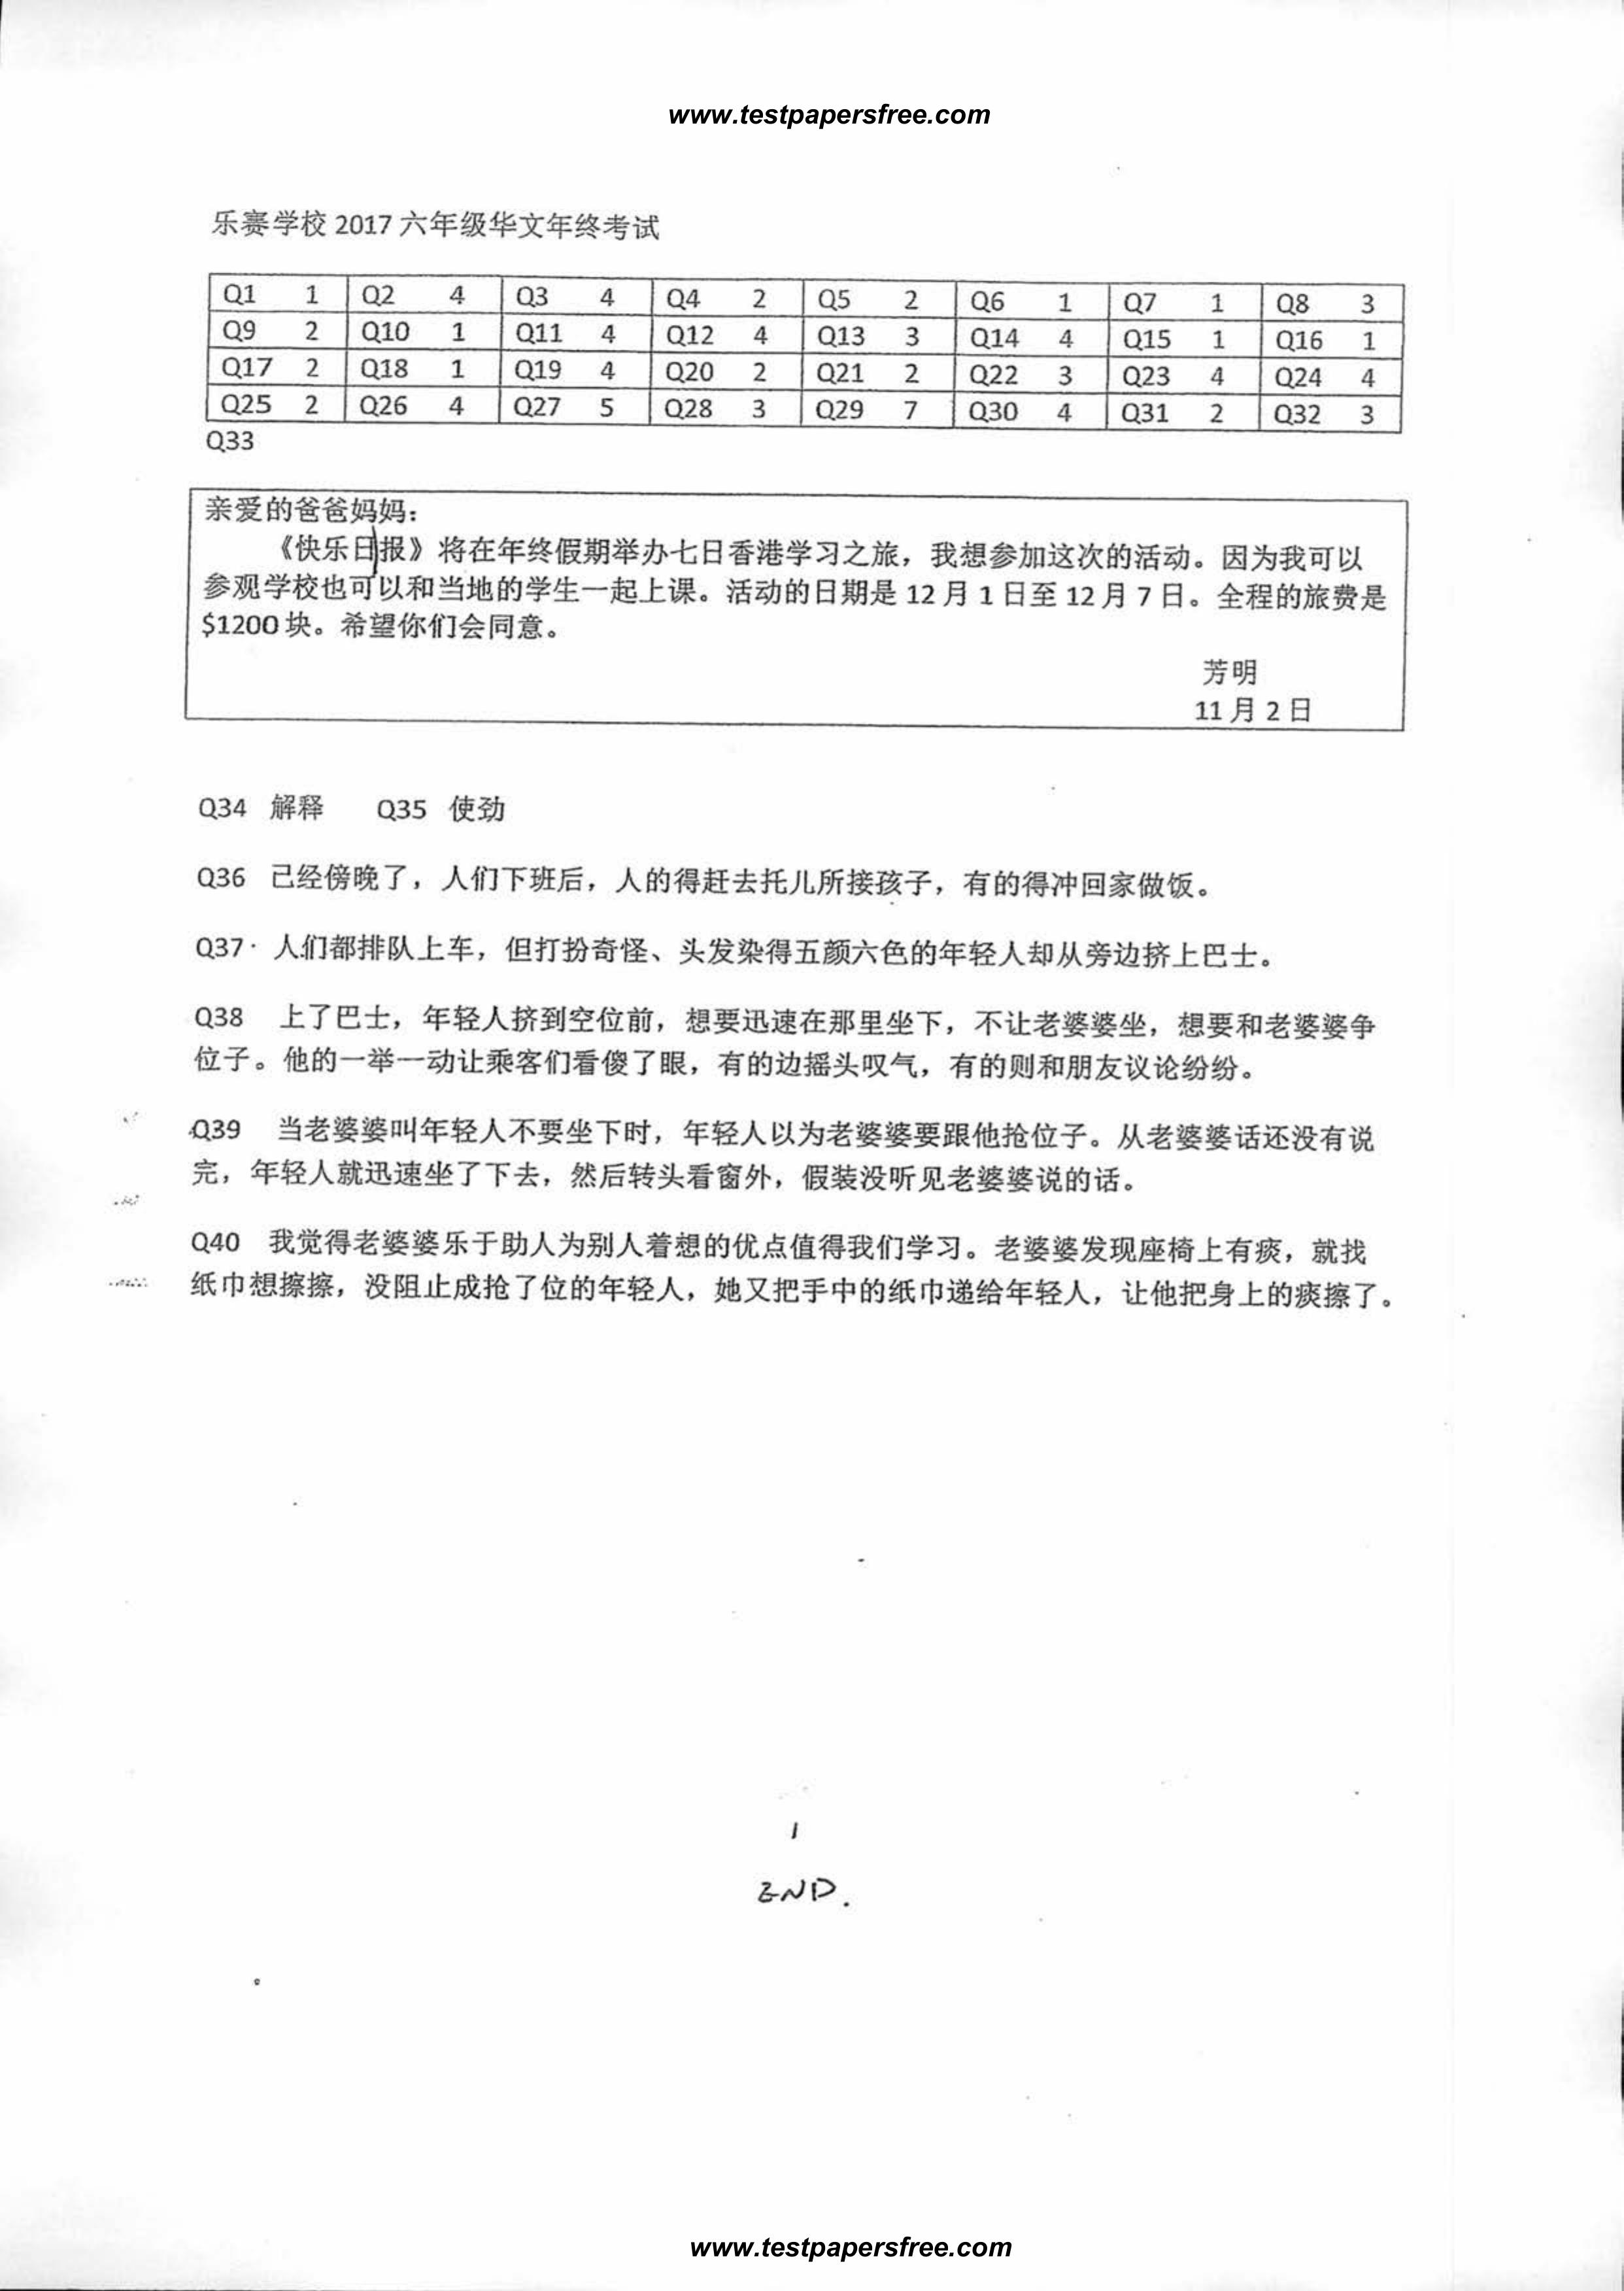 www.testpapersfree.com
乐赛学校 2017 六年级华文年终考试
Q1 1 Q2 4 Q3 4 Q4 2 Q5 2 Q6 1 Q7 1 Q8 3
Q9 2 Q10 1 Q11 4 Q12 4 Q13 3 Q14 4 Q15 1 Q16 1
Q17 2 Q18 1 Q19 4 Q20 2 Q21 2 Q22 3 Q23 4 Q24 4
Q25 2 Q26 4 Q27 5 Q28 3 Q29 7 Q30 4 Q31 2 Q32 3
Q33
亲爱的爸爸妈妈：
《快乐日报》将在年终假期举办七日香港学习之旅，我想参加这次的活动。因为我可以
参观学校也可以和当地的学生一起上课。活动的日期是 12 月 1 日至 12 月 7 日。全程的旅费是
$1200 块。希望你们会同意。
芳明
11 月 2 日
Q34 解释 Q35 使劲
Q36 己经傍晚了，人们下班后，人的得赶去托儿所接孩子，有的得冲回家做饭。
Q37 人们都排队上车，但打扮奇怪、头发染得五颜六色的年轻人却从旁边挤上巴士。
Q38 上了巴士，年轻人挤到空位前，想要迅速在那里坐下，不让老婆婆坐，想要和老婆婆争
位子。他的一举一动让乘客们看傻了眼，有的边摇头叹气，有的则和朋友议论纷纷。
Q39 当老婆婆叫年轻人不要坐下时，年轻人以为老婆婆要跟他抢位子。从老婆婆话还没有说
完，年轻人就迅速坐了下去，然后转头看窗外，假装没听见老婆婆说的话。
Q40 我觉得老婆婆乐于助人为别人着想的优点值得我们学习。老婆婆发现座椅上有痰，就找
纸巾想擦擦，没阻止成抢了位的年轻人，她又把手中的纸巾递给年轻人，让他把身上的痰擦了。
1
END.
www.testpapersfree.com